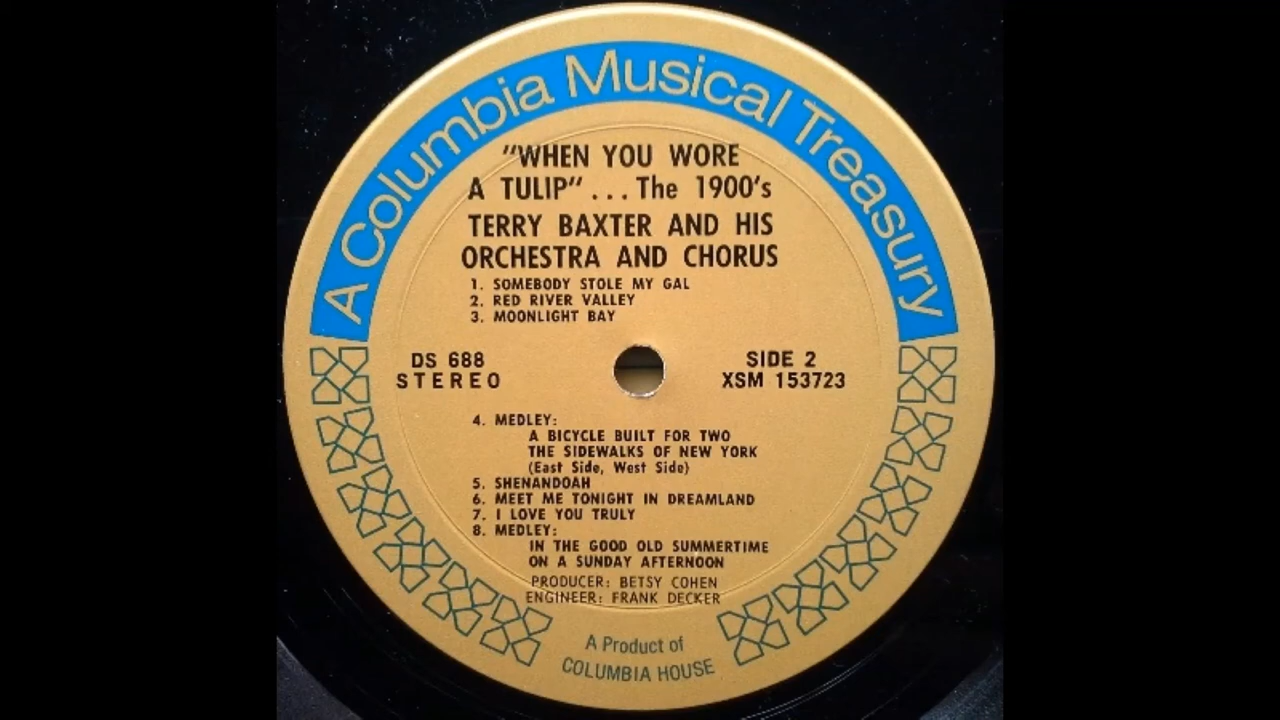 A Columbia Musical Treasury
"WHEN YOU WORE
A TULIP" ... The 1900's
TERRY BAXTER AND HIS
ORCHESTRA AND CHORUS
1. SOMEBODY STOLE MY GAL
2. RED RIVER VALLEY
3. MOONLIGHT BAY
DS 688
STEREO
SIDE 2
XSM 153723
4. MEDLEY:
A BICYCLE BUILT FOR TWO
THE SIDEWALKS OF NEW YORK
(East Side, West Side)
5. SHENANDOAH
6. MEET ME TONIGHT IN DREAMLAND
7. I LOVE YOU TRULY
8. MEDLEY:
IN THE GOOD OLD SUMMERTIME
ON A SUNDAY AFTERNOON
PRODUCER: BETSY COHEN
ENGINEER: FRANK DECKER
A Product of
COLUMBIA HOUSE